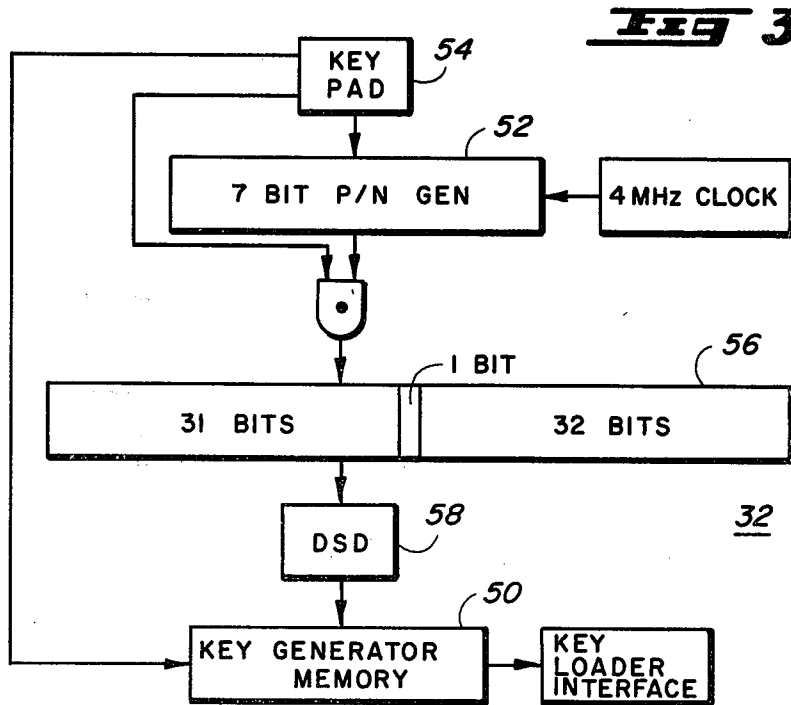 Fig 3
KEY
PAD
54
52
7 BIT P/N GEN
4 MHz CLOCK
1 BIT
56
31 BITS
32 BITS
DSD
58
32
50
KEY GENERATOR
MEMORY
KEY
LOADER
INTERFACE